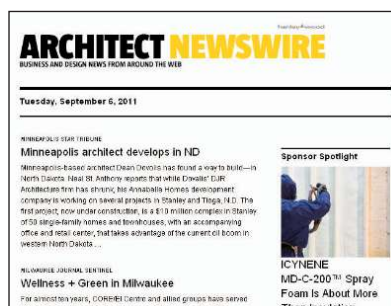 ARCHITECT NEWSWIRE
BUSINESS AND DESIGN NEWS FROM AROUND THE WEB
Tuesday, September 6, 2011
MINNEAPOLIS STAR TRIBUNE
Minneapolis architect develops in ND
Minneapolis-based architect Dean Dovolis has found a way to build—in
North Dakota. Neal St. Anthony reports that while Dovolis' DJR
Architecture firm has shrunk, his Annabelle Homes development
company is working on several projects in Stanley and Tioga, N.D. The
first project, now under construction, is a $10 million complex in Stanley
of 50 single-family homes and townhouses, with an accompanying
office and retail center, that takes advantage of the current oil boom in
western North Dakota....
MILWAUKEE JOURNAL SENTINEL
Wellness + Green in Milwaukee
For almost ten years, Centre and allied groups have served
Sponsor Spotlight
ICYNENE
MD-C-200™ Spray
Foam Is About More